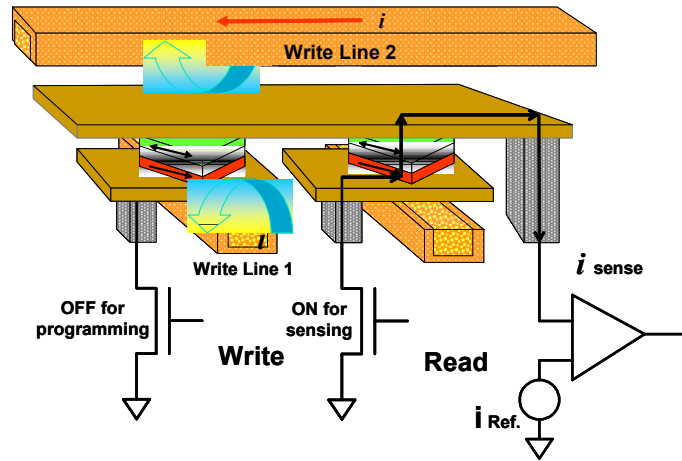 i
Write Line 2
i
Write Line 1
i sense
OFF for
programming
ON for
sensing
Write
Read
i Ref.